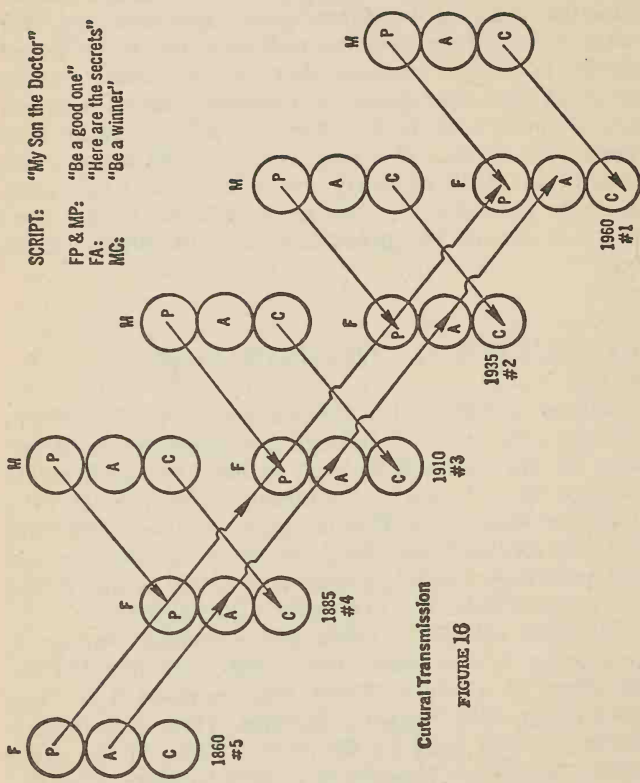 SCRIPT: "My Son the Doctor"
FP & MP: "Be a good one"
FA: "Here are the secrets"
MC: "Be a winner"
M
P
A
C
M
P
A
C
F
P
A
C
1960
#1
M
P
A
C
F
P
A
C
1935
#2
M
P
A
C
F
P
A
C
1910
#3
F
P
A
C
1885
#4
F
P
A
C
1860
#5
Cutural Transmission
FIGURE 16